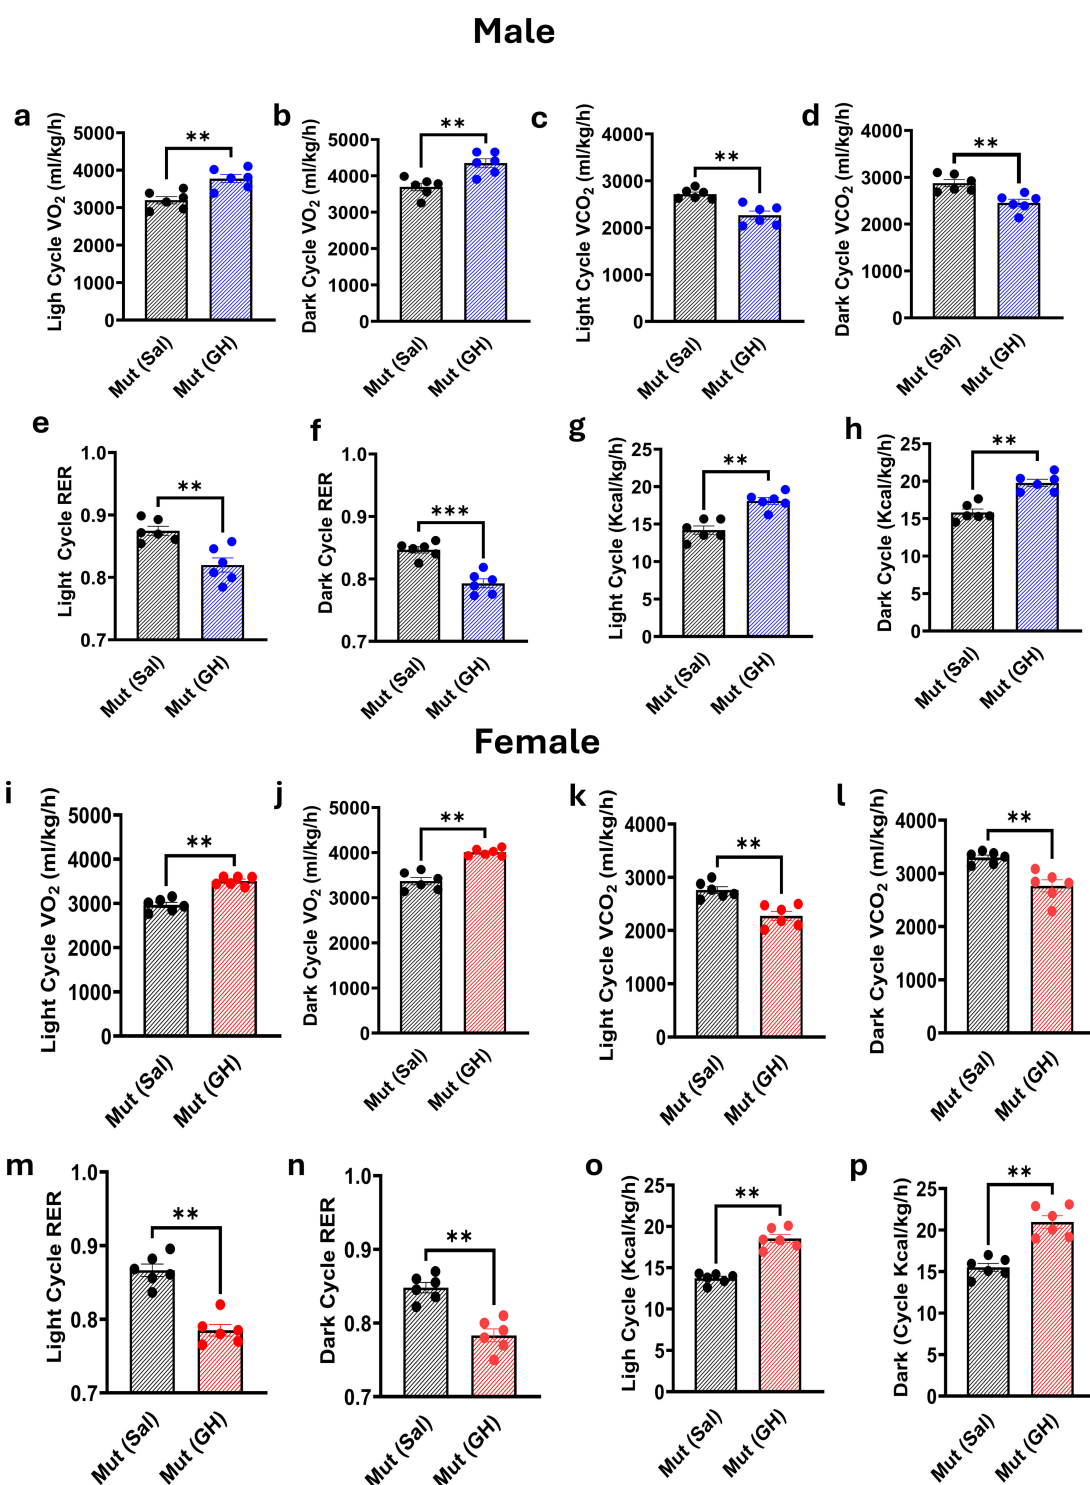 Male
a
Ligh Cycle VO2 (ml/kg/h)
5000
4000
3000
2000
1000
0
**
Mut (Sal)
Mut (GH)
b
Dark Cycle VO2 (ml/kg/h)
5000
4000
3000
2000
1000
0
**
Mut (Sal)
Mut (GH)
c
Light Cycle VCO2 (ml/kg/h)
4000
3000
2000
1000
0
**
Mut (Sal)
Mut (GH)
d
Dark Cycle VCO2 (ml/kg/h)
4000
3000
2000
1000
0
**
Mut (Sal)
Mut (GH)
e
Light Cycle RER
1.0
0.9
0.8
0.7
**
Mut (Sal)
Mut (GH)
f
Dark Cycle RER
1.0
0.9
0.8
0.7
***
Mut (Sal)
Mut (GH)
g
Light Cycle (Kcal/kg/h)
25
20
15
10
5
0
**
Mut (Sal)
Mut (GH)
h
Dark Cycle (Kcal/kg/h)
25
20
15
10
5
0
**
Mut (Sal)
Mut (GH)
Female
i
Light Cycle VO2 (ml/kg/h)
5000
4000
3000
2000
1000
0
**
Mut (Sal)
Mut (GH)
j
Dark Cycle VO2 (ml/kg/h)
5000
4000
3000
2000
1000
0
**
Mut (Sal)
Mut (GH)
k
Light Cycle VCO2 (ml/kg/h)
4000
3000
2000
1000
0
**
Mut (Sal)
Mut (GH)
l
Dark Cycle VCO2 (ml/kg/h)
4000
3000
2000
1000
0
**
Mut (Sal)
Mut (GH)
m
Light Cycle RER
1.0
0.9
0.8
0.7
**
Mut (Sal)
Mut (GH)
n
Dark Cycle RER
1.0
0.9
0.8
0.7
**
Mut (Sal)
Mut (GH)
o
Ligh Cycle (Kcal/kg/h)
25
20
15
10
5
0
**
Mut (Sal)
Mut (GH)
p
Dark (Cycle Kcal/kg/h)
25
20
15
10
5
0
**
Mut (Sal)
Mut (GH)